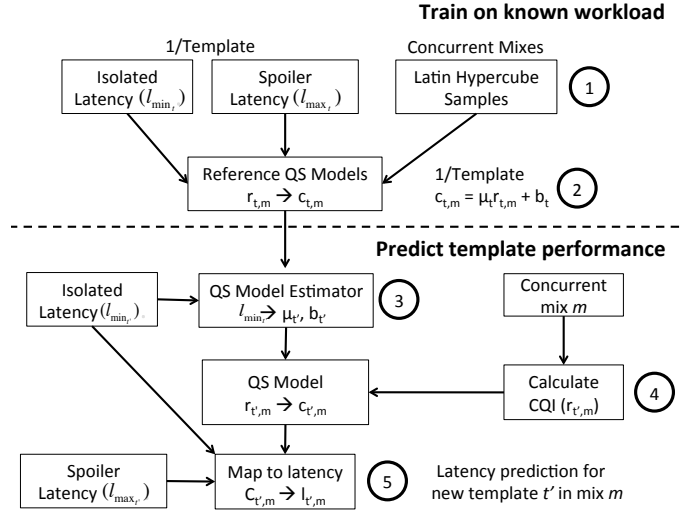 Train on known workload
1/Template
Concurrent Mixes
Isolated
Latency (l_min_t)
Spoiler
Latency (l_max_t)
Latin Hypercube
Samples
1
Reference QS Models
r_t,m → c_t,m
1/Template
c_t,m = μ_t r_t,m + b_t
2
Predict template performance
Isolated
Latency (l_min_t')
QS Model Estimator
l_min_t → μ_t', b_t'
3
Concurrent
mix m
QS Model
r_t',m → c_t',m
Calculate
CQI (r_t',m)
4
Spoiler
Latency (l_max_t')
Map to latency
C_t',m → l_t',m
5
Latency prediction for
new template t' in mix m